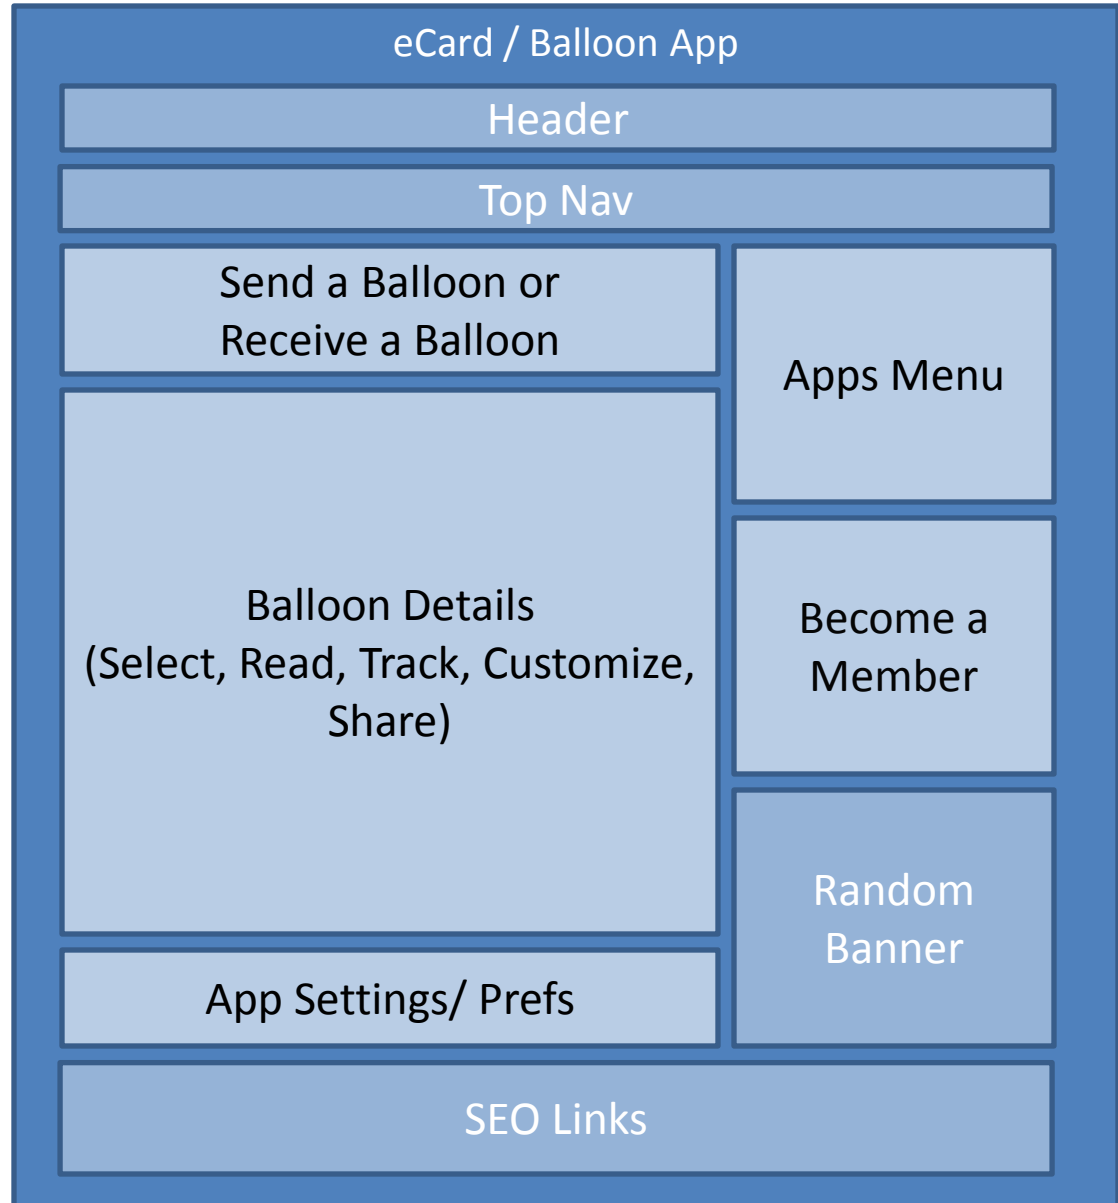 eCard / Balloon App
Header
Top Nav
Send a Balloon or
Receive a Balloon
Apps Menu
Balloon Details
(Select, Read, Track, Customize,
Share)
Become a
Member
Random
Banner
App Settings/ Prefs
SEO Links